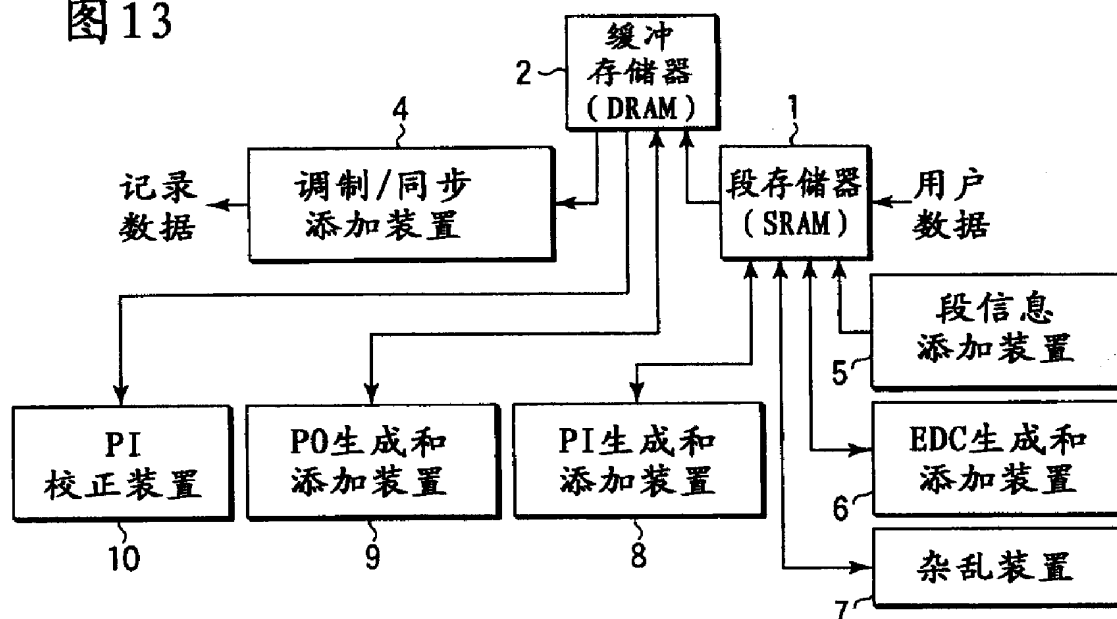 图13
缓冲
存储器
(DRAM)
2
4
1
调制/同步
添加装置
记录
数据
段存储器
(SRAM)
用户
数据
段信息
添加装置
5
PI
校正装置
10
PO生成和
添加装置
9
PI生成和
添加装置
8
EDC生成和
添加装置
6
杂乱装置
7